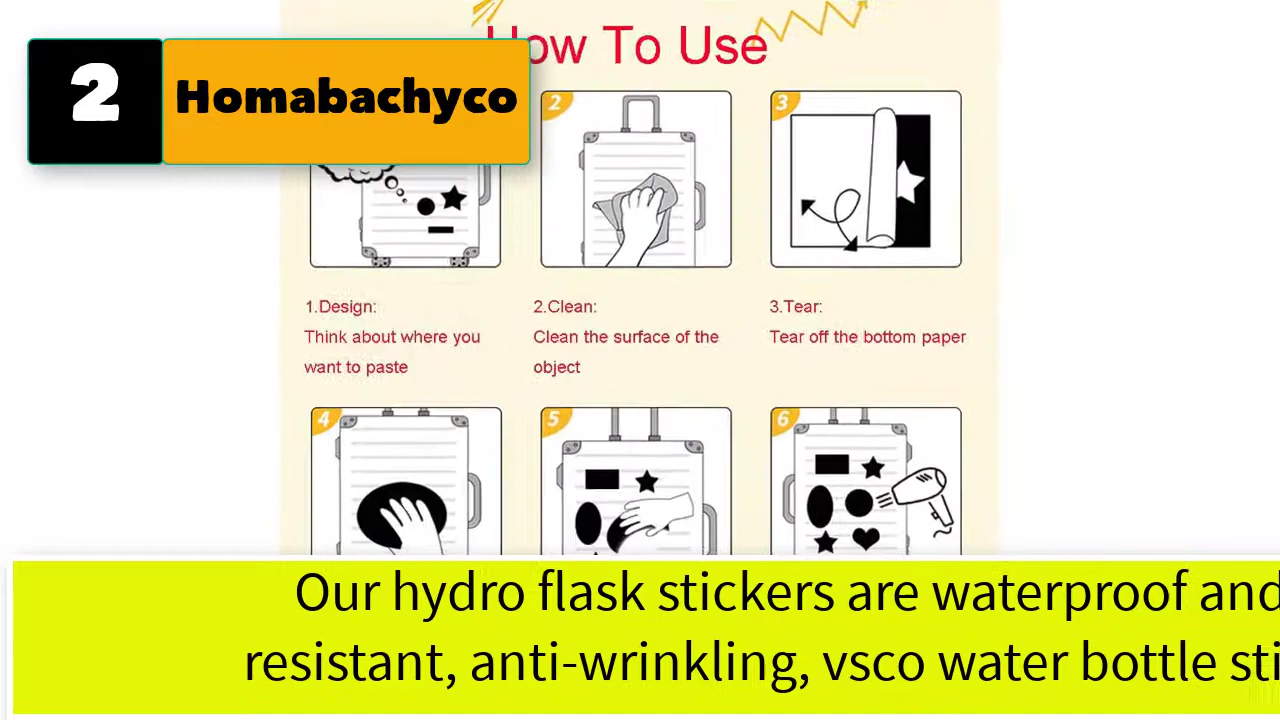 How To Use
2 Homabachyco
2
3
1.Design:
Think about where you
want to paste
2.Clean:
Clean the surface of the
object
3.Tear:
Tear off the bottom paper
4
5
6
Our hydro flask stickers are waterproof and
resistant, anti-wrinkling, vsco water bottle sti